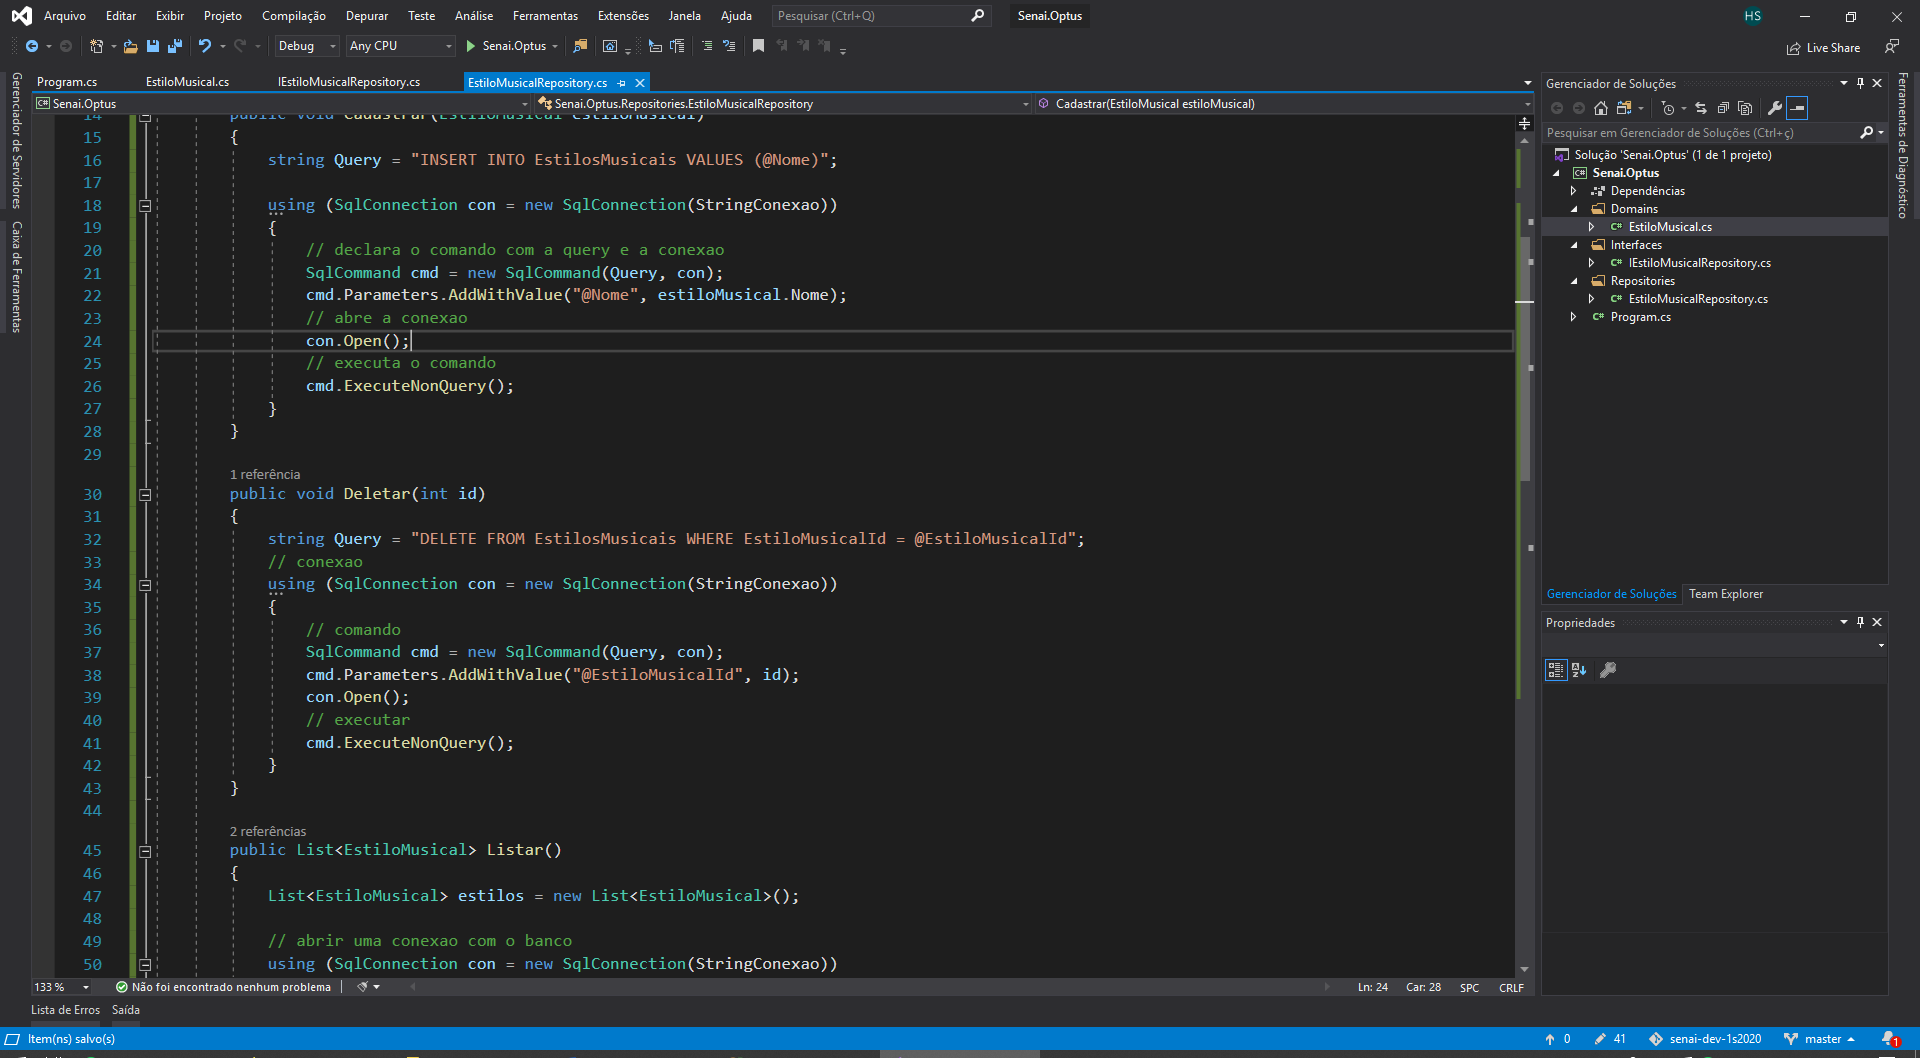 Arquivo Editar Exibir Projeto Compilação Depurar Teste Análise Ferramentas Extensões Janela Ajuda Pesquisar (Ctrl+Q) Senai.Optus HS
Debug Any CPU Senai.Optus Live Share
Gerenciador de Servidores
Caixa de Ferramentas
Program.cs EstiloMusical.cs IEstiloMusicalRepository.cs EstiloMusicalRepository.cs
C# Senai.Optus Senai.Optus.Repositories.EstiloMusicalRepository Cadastrar(EstiloMusical estiloMusical)
14 public void Cadastrar(EstiloMusical estiloMusical)
15 {
16 string Query = "INSERT INTO EstilosMusicais VALUES (@Nome)";
17
18 using (SqlConnection con = new SqlConnection(StringConexao))
19 {
20 // declara o comando com a query e a conexao
21 SqlCommand cmd = new SqlCommand(Query, con);
22 cmd.Parameters.AddWithValue("@Nome", estiloMusical.Nome);
23 // abre a conexao
24 con.Open();
25 // executa o comando
26 cmd.ExecuteNonQuery();
27 }
28 }
29
1 referência
30 public void Deletar(int id)
31 {
32 string Query = "DELETE FROM EstilosMusicais WHERE EstiloMusicalId = @EstiloMusicalId";
33 // conexao
34 using (SqlConnection con = new SqlConnection(StringConexao))
35 {
36 // comando
37 SqlCommand cmd = new SqlCommand(Query, con);
38 cmd.Parameters.AddWithValue("@EstiloMusicalId", id);
39 con.Open();
40 // executar
41 cmd.ExecuteNonQuery();
42 }
43 }
44
2 referências
45 public List<EstiloMusical> Listar()
46 {
47 List<EstiloMusical> estilos = new List<EstiloMusical>();
48
49 // abrir uma conexao com o banco
50 using (SqlConnection con = new SqlConnection(StringConexao))
133 % Não foi encontrado nenhum problema Ln: 24 Car: 28 SPC CRLF
Lista de Erros Saída
Gerenciador de Soluções
Pesquisar em Gerenciador de Soluções (Ctrl+ç)
Solução 'Senai.Optus' (1 de 1 projeto)
C# Senai.Optus
Dependências
Domains
C# EstiloMusical.cs
Interfaces
C# IEstiloMusicalRepository.cs
Repositories
C# EstiloMusicalRepository.cs
C# Program.cs
Gerenciador de Soluções Team Explorer
Propriedades
Ferramentas de Diagnóstico
Item(ns) salvo(s) 0 41 senai-dev-1s2020 master 1